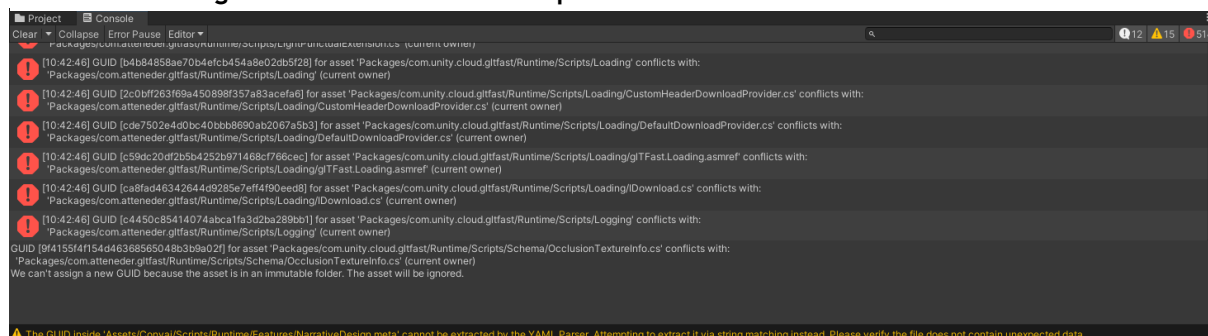 Project Console
Clear Collapse Error Pause Editor 12 15 514
'Packages/com.atteneder.gltfast/Runtime/Scripts/LightPunctualExtension.cs' (current owner)
[10:42:46] GUID [b4b84858ae70b4efcb454a8e02db5f28] for asset 'Packages/com.unity.cloud.gltfast/Runtime/Scripts/Loading' conflicts with:
'Packages/com.atteneder.gltfast/Runtime/Scripts/Loading' (current owner)
[10:42:46] GUID [2c0bff263f69a450898f357a83acefa6] for asset 'Packages/com.unity.cloud.gltfast/Runtime/Scripts/Loading/CustomHeaderDownloadProvider.cs' conflicts with:
'Packages/com.atteneder.gltfast/Runtime/Scripts/Loading/CustomHeaderDownloadProvider.cs' (current owner)
[10:42:46] GUID [cde7502e4d0bc40bbb8690ab2067a5b3] for asset 'Packages/com.unity.cloud.gltfast/Runtime/Scripts/Loading/DefaultDownloadProvider.cs' conflicts with:
'Packages/com.atteneder.gltfast/Runtime/Scripts/Loading/DefaultDownloadProvider.cs' (current owner)
[10:42:46] GUID [c59dc20df2b5b4252b971468cf766cec] for asset 'Packages/com.unity.cloud.gltfast/Runtime/Scripts/Loading/glTFast.Loading.asmref' conflicts with:
'Packages/com.atteneder.gltfast/Runtime/Scripts/Loading/glTFast.Loading.asmref' (current owner)
[10:42:46] GUID [ca8fad46342644d9285e7eff4f90eed8] for asset 'Packages/com.unity.cloud.gltfast/Runtime/Scripts/Loading/IDownload.cs' conflicts with:
'Packages/com.atteneder.gltfast/Runtime/Scripts/Loading/IDownload.cs' (current owner)
[10:42:46] GUID [c4450c85414074abca1fa3d2ba289bb1] for asset 'Packages/com.unity.cloud.gltfast/Runtime/Scripts/Logging' conflicts with:
'Packages/com.atteneder.gltfast/Runtime/Scripts/Logging' (current owner)
GUID [9f4155f4f154d46368565048b3b9a02f] for asset 'Packages/com.unity.cloud.gltfast/Runtime/Scripts/Schema/OcclusionTextureInfo.cs' conflicts with:
'Packages/com.atteneder.gltfast/Runtime/Scripts/Schema/OcclusionTextureInfo.cs' (current owner)
We can't assign a new GUID because the asset is in an immutable folder. The asset will be ignored.
The GUID inside 'Assets/Convai/Scripts/Runtime/Features/NarrativeDesign.meta' cannot be extracted by the YAML Parser. Attempting to extract it via string matching instead. Please verify the file does not contain unexpected data.